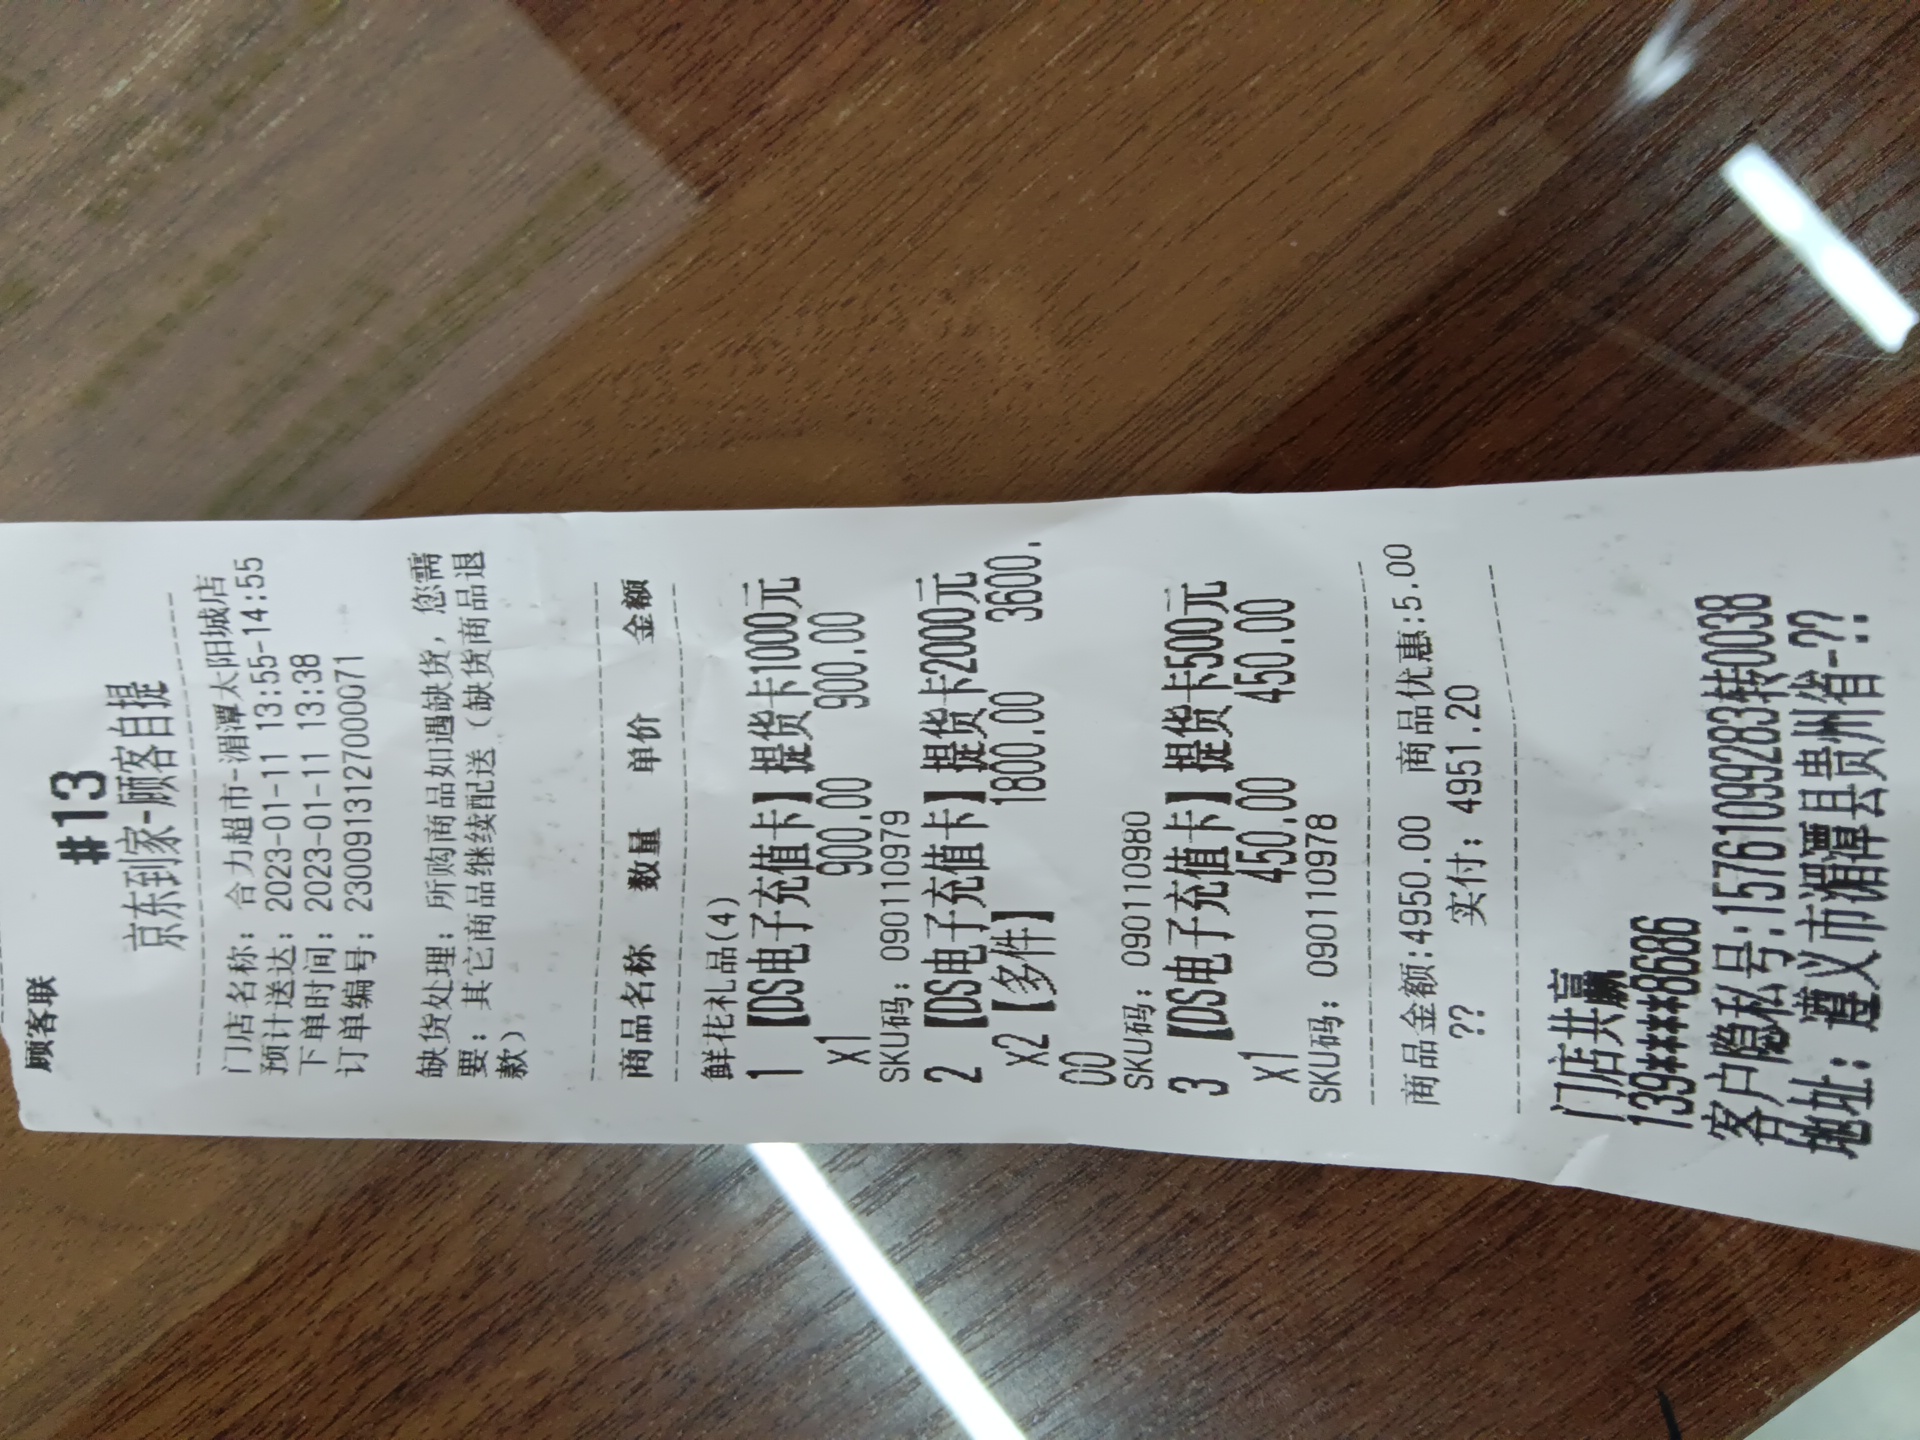 顾客联
#13
京东到家-顾客自提
门店名称：合力超市-湄潭太阳城店
预计送达：2023-01-11 13:55-14:55
下单时间：2023-01-11 13:38
订单编号：2300913127000071
缺货处理：所购商品如遇缺货，您需
要：其它商品继续配送（缺货商品退
款）
商品名称 数量 单价 金额
鲜花礼品(4)
1 【DS电子充值卡】提货卡1000元
x1 900.00 900.00
SKU码：090110979
2 【DS电子充值卡】提货卡2000元
x2【多件】 1800.00 3600.
00
SKU码：090110980
3 【DS电子充值卡】提货卡500元
x1 450.00 450.00
SKU码：090110978
商品金额:4950.00 商品优惠:5.00
?? 实付：4951.20
门店共赢
139****8686
客户隐私号:15761099283转0038
地址：遵义市湄潭县贵州省-??